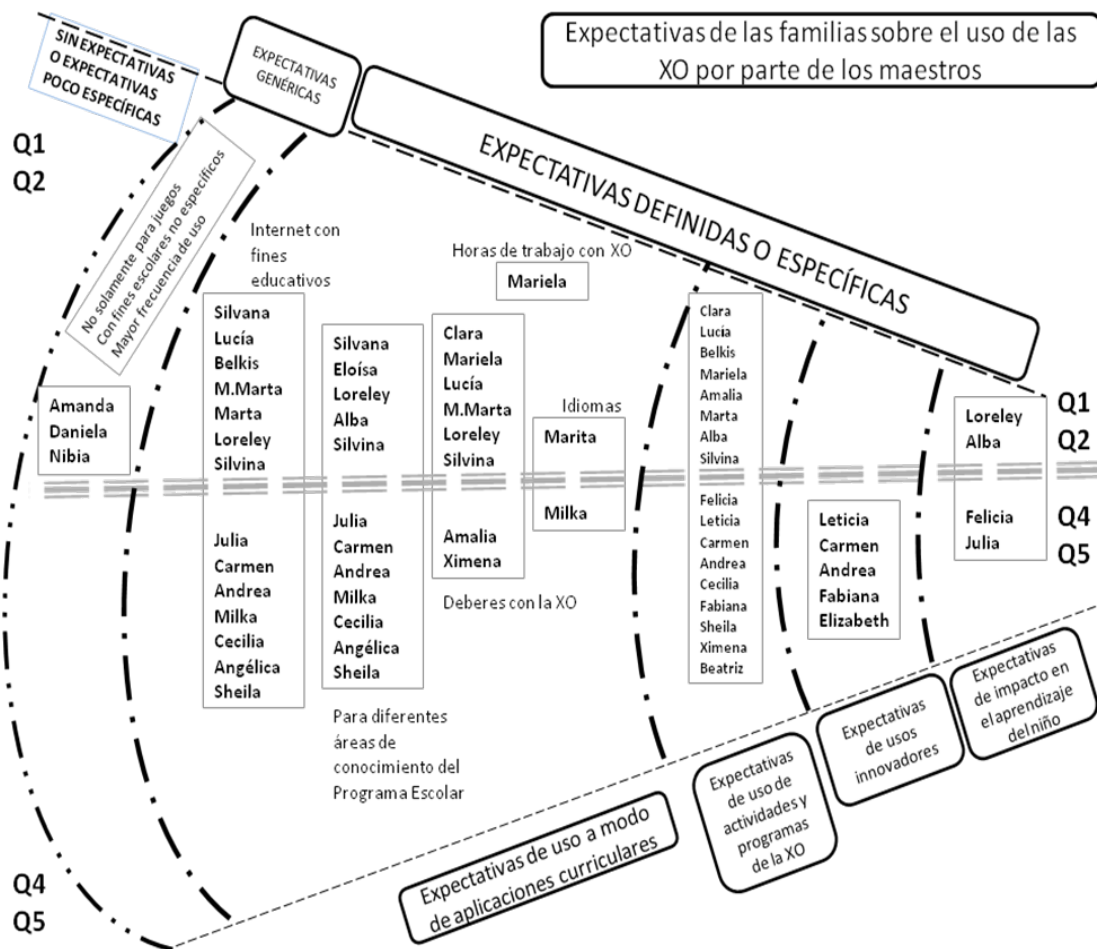 Expectativas de las familias sobre el uso de las
XO por parte de los maestros
SIN EXPECTATIVAS
O EXPECTATIVAS
POCO ESPECÍFICAS
EXPECTATIVAS
GENÉRICAS
EXPECTATIVAS DEFINIDAS O ESPECÍFICAS
Q1
Q2
No solamente para juegos
Con fines escolares no específicos
Mayor frecuencia de uso
Amanda
Daniela
Nibia
Internet con
fines
educativos
Silvana
Lucía
Belkis
M.Marta
Marta
Loreley
Silvina
Julia
Carmen
Andrea
Milka
Cecilia
Angélica
Sheila
Silvana
Eloísa
Loreley
Alba
Silvina
Julia
Carmen
Andrea
Milka
Cecilia
Angélica
Sheila
Para diferentes
áreas de
conocimiento del
Programa Escolar
Horas de trabajo con XO
Mariela
Clara
Mariela
Lucía
M.Marta
Loreley
Silvina
Amalia
Ximena
Deberes con la XO
Idiomas
Marita
Milka
Clara
Lucía
Belkis
Mariela
Amalia
Marta
Alba
Silvina
Felicia
Leticia
Carmen
Andrea
Cecilia
Fabiana
Sheila
Ximena
Beatriz
Leticia
Carmen
Andrea
Fabiana
Elizabeth
Loreley
Alba
Felicia
Julia
Q1
Q2
Q4
Q5
Expectativas de uso a modo
de aplicaciones curriculares
Expectativas
de uso de
actividades y
programas
de la XO
Expectativas
de usos
innovadores
Expectativas
de impacto en
el aprendizaje
del niño
Q4
Q5